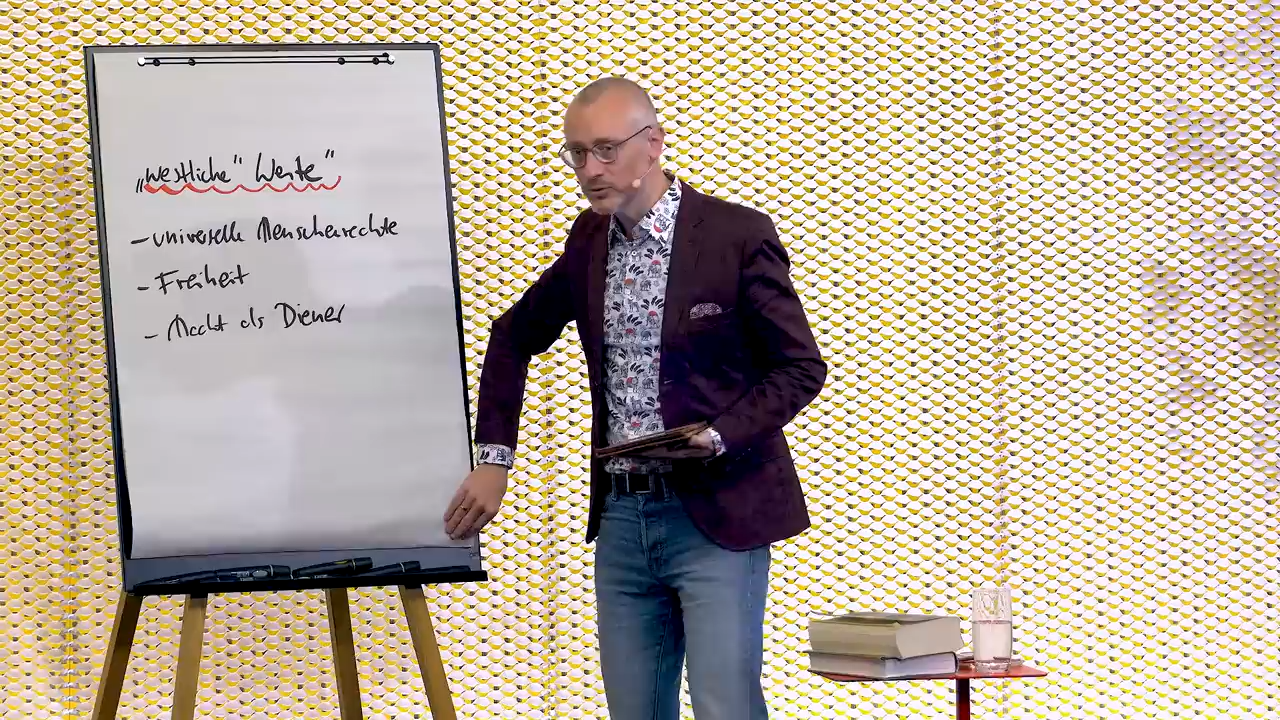 „westliche" Werte"
- universelle Menschenrechte
- Freiheit
- Macht als Diener